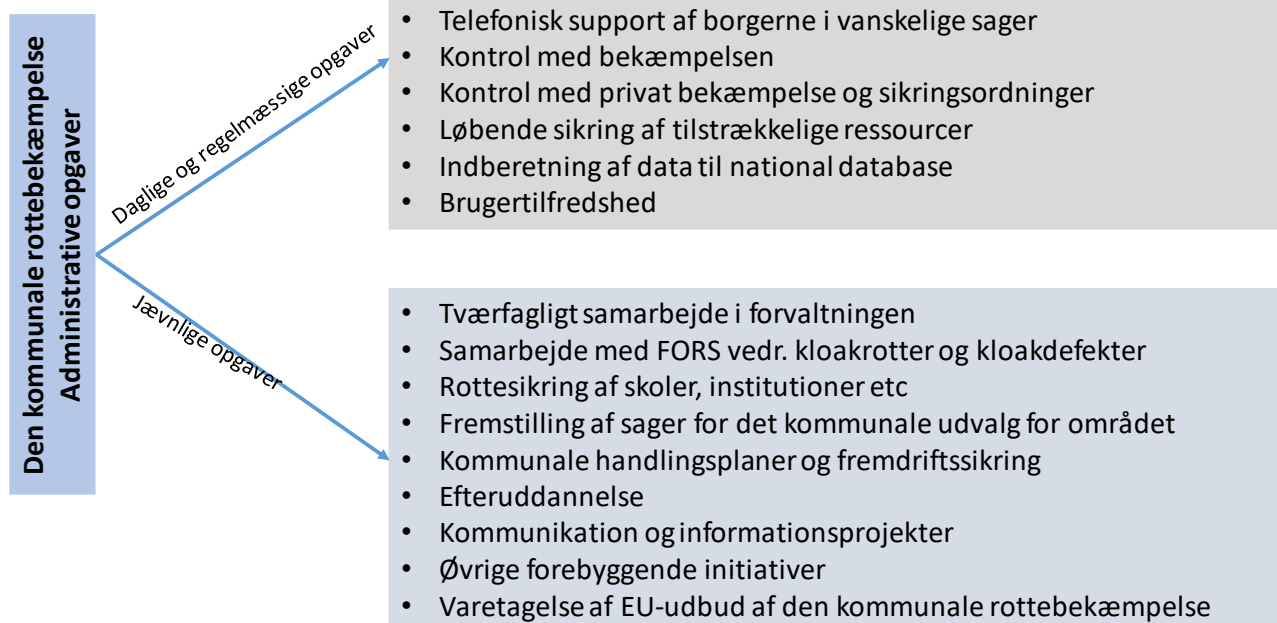 Den kommunale rottebekæmpelse
Administrative opgaver
Daglige og regelmæssige opgaver
• Telefonisk support af borgerne i vanskelige sager
• Kontrol med bekæmpelsen
• Kontrol med privat bekæmpelse og sikringsordninger
• Løbende sikring af tilstrækkelige ressourcer
• Indberetning af data til national database
• Brugertilfredshed
Jævnlige opgaver
• Tværfagligt samarbejde i forvaltningen
• Samarbejde med FORS vedr. kloakrotter og kloakdefekter
• Rottesikring af skoler, institutioner etc
• Fremstilling af sager for det kommunale udvalg for området
• Kommunale handlingsplaner og fremdriftssikring
• Efteruddannelse
• Kommunikation og informationsprojekter
• Øvrige forebyggende initiativer
• Varetagelse af EU-udbud af den kommunale rottebekæmpelse